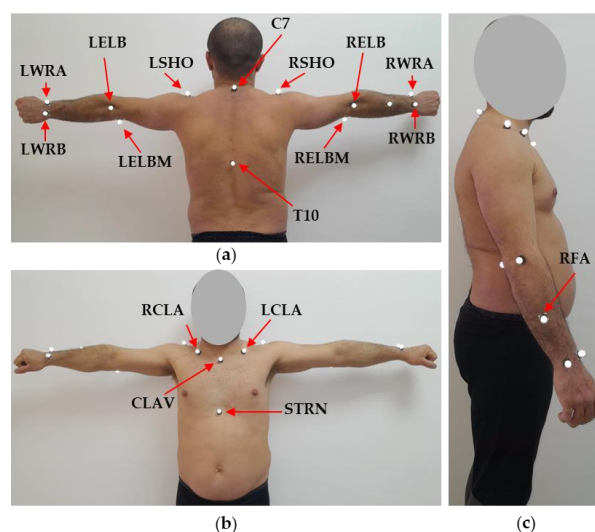 C7
LELB
RELB
RWRA
LWRA
LSHO
RSHO
LWRB
RWRB
LELBM
RELBM
T10
(a)
RFA
RCLA
LCLA
CLAV
STRN
(b)
(c)